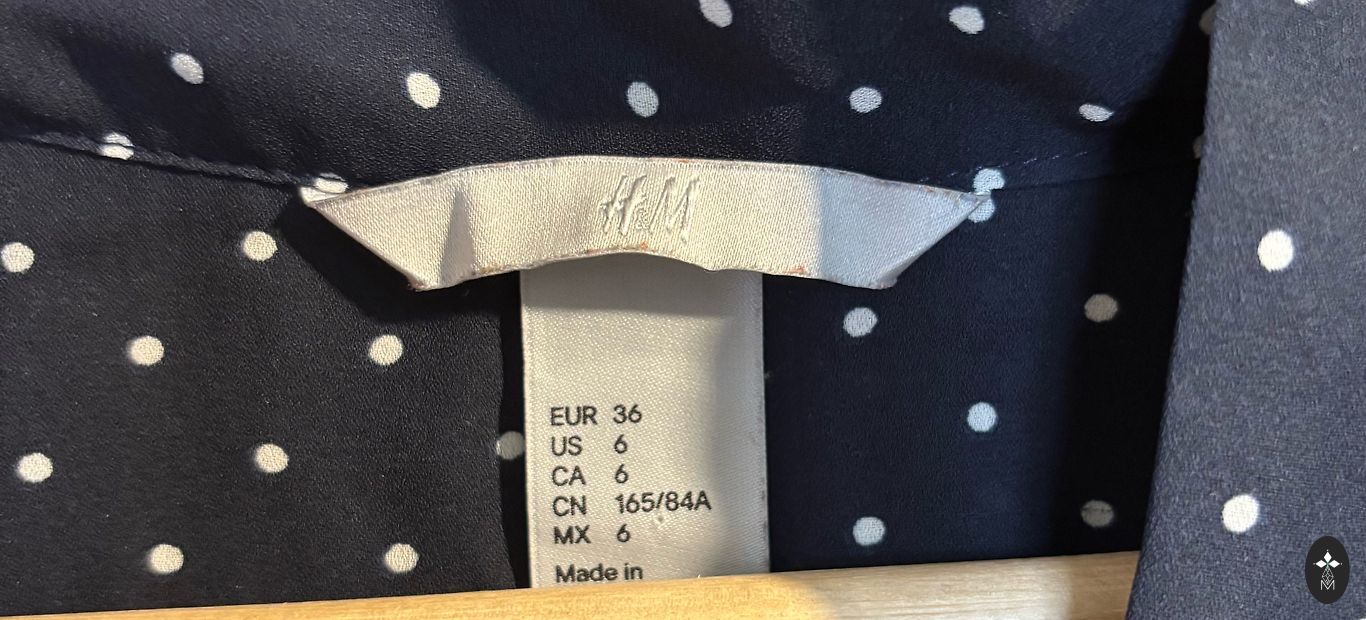 H&M
EUR 36
US 6
CA 6
CN 165/84A
MX 6
Made in
M